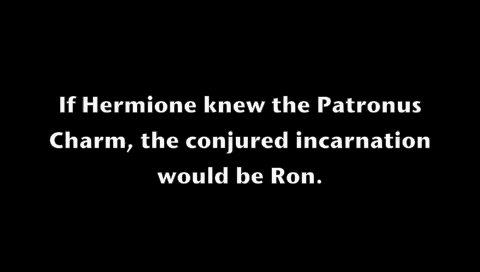 If Hermione knew the Patronus
Charm, the conjured incarnation
would be Ron.